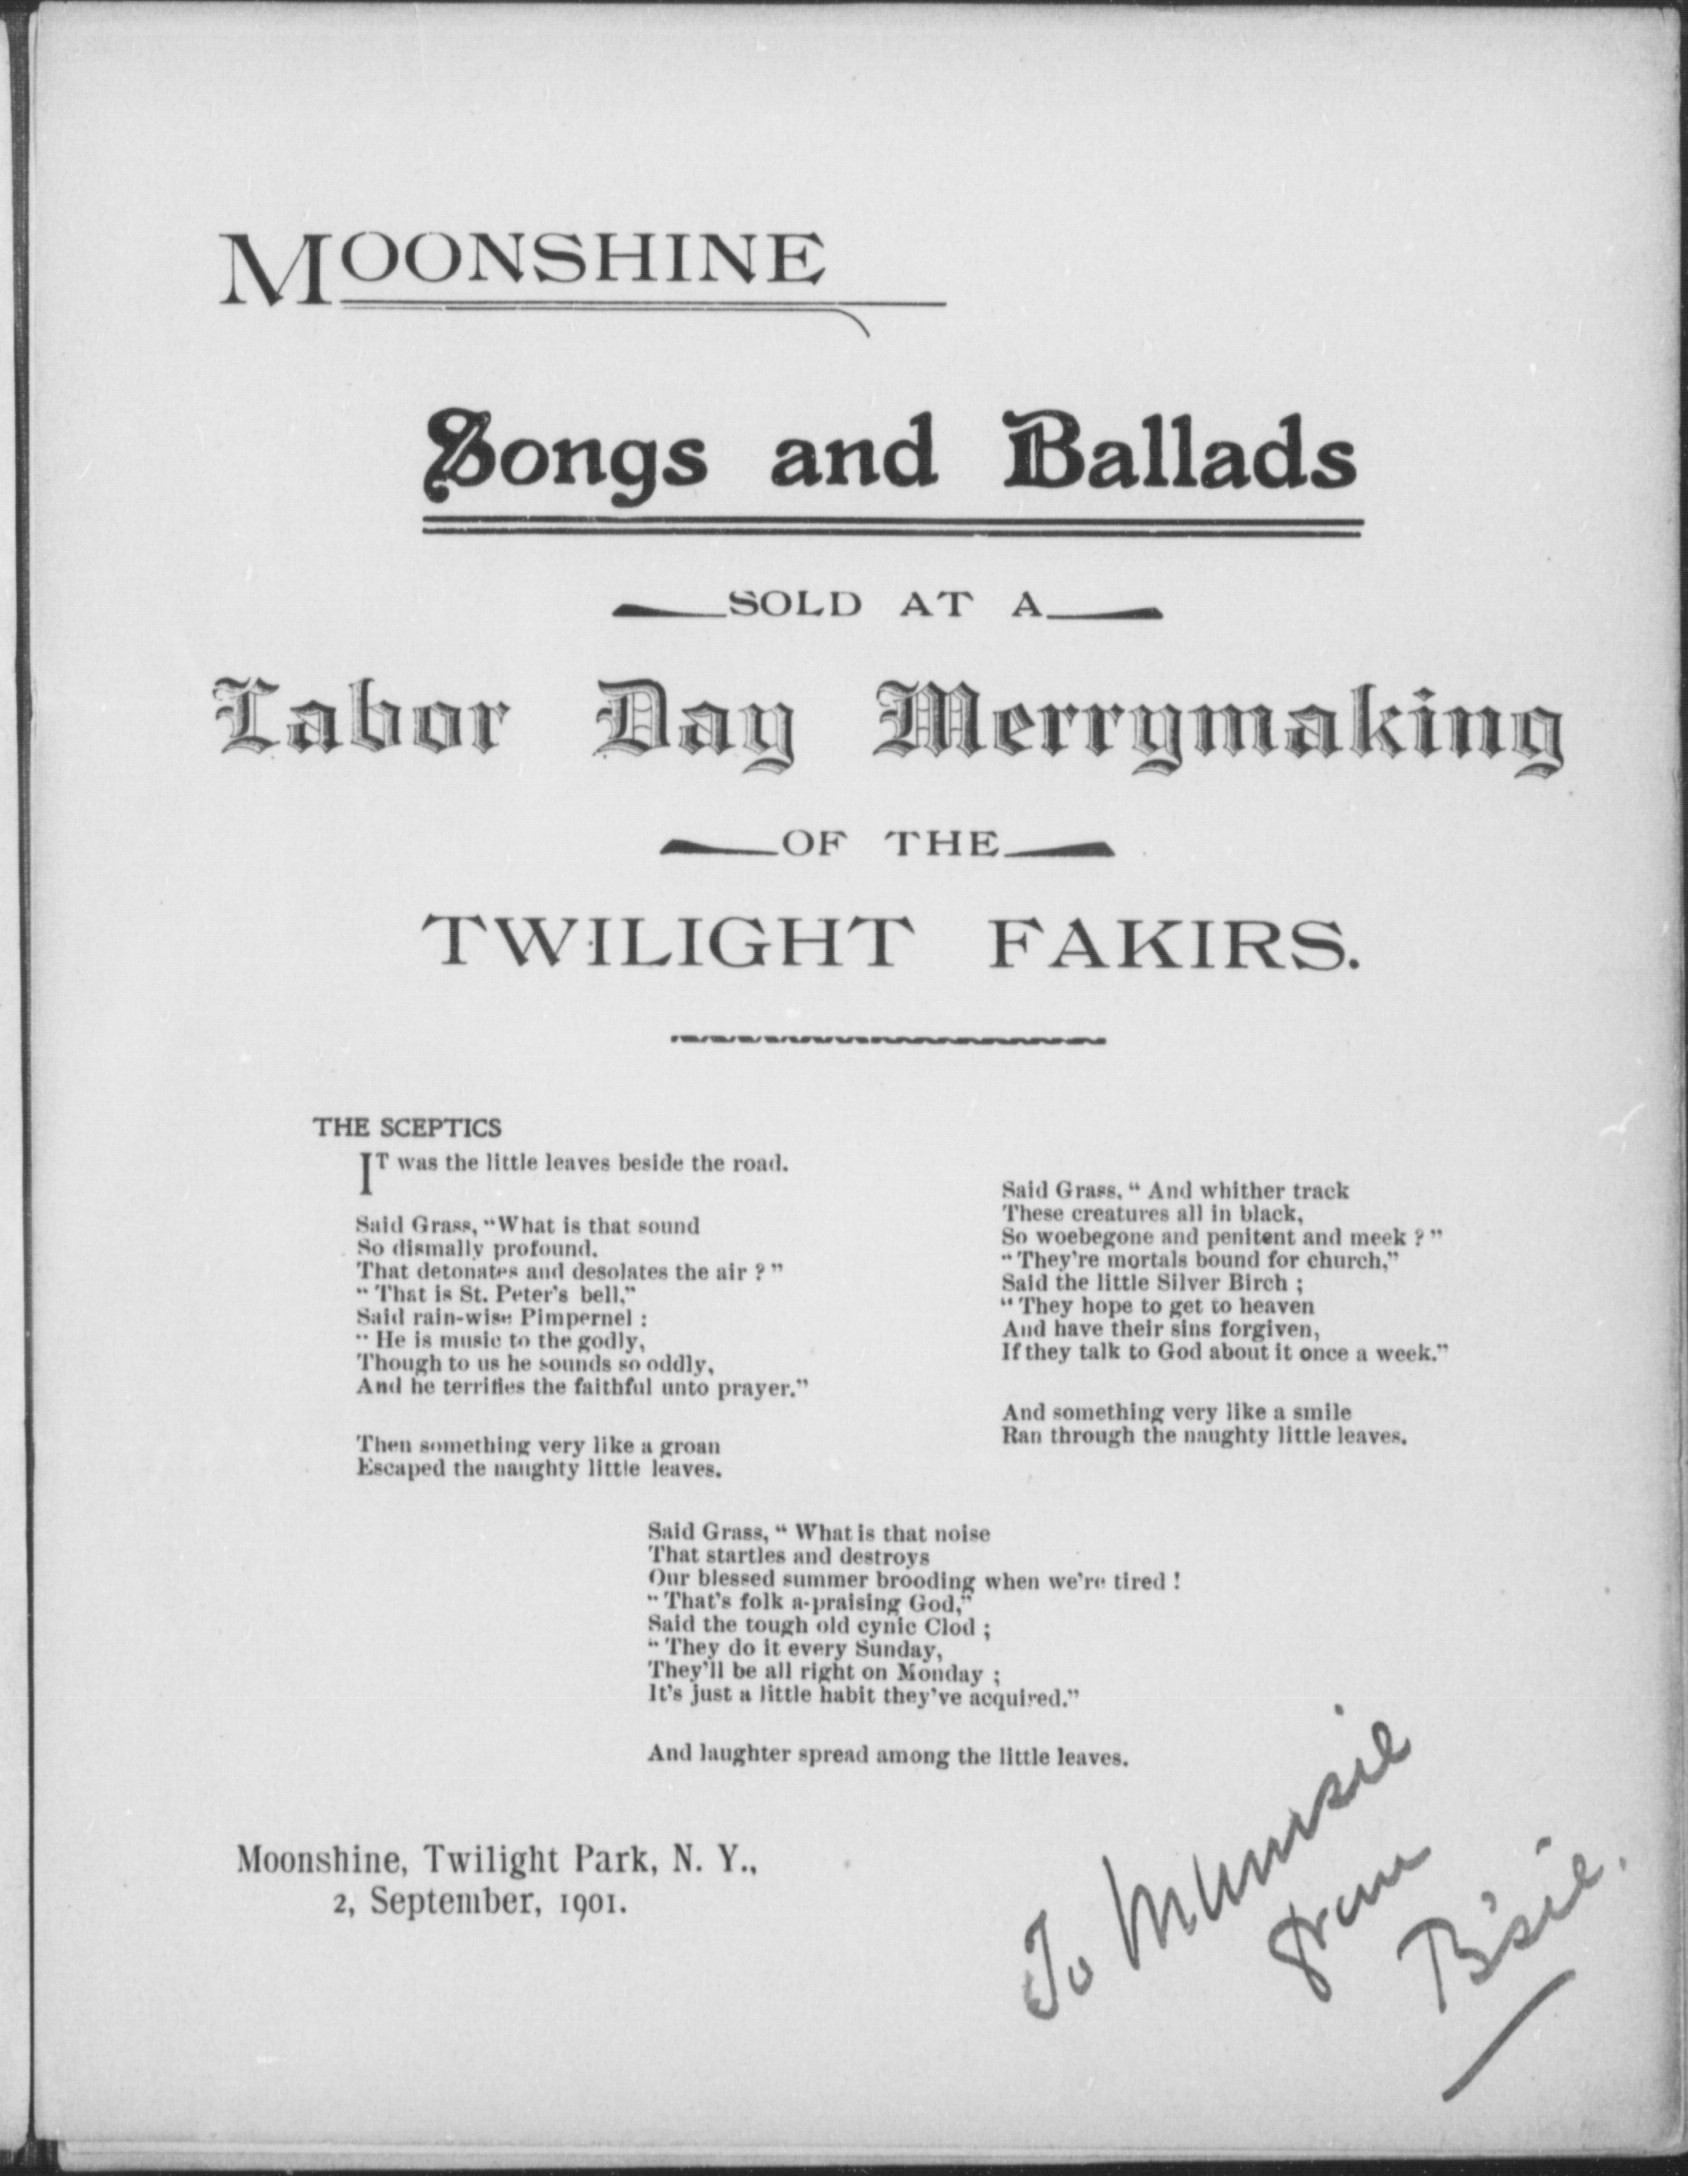 MOONSHINE
Songs and Ballads
SOLD AT A
Labor Day Merrymaking
OF THE
TWILIGHT FAKIRS.
THE SCEPTICS
IT was the little leaves beside the road.
Said Grass, "What is that sound
So dismally profound.
That detonates and desolates the air ?"
" That is St. Peter's bell,"
Said rain-wise Pimpernel :
" He is music to the godly,
Though to us he sounds so oddly,
And he terrifies the faithful unto prayer."
Then something very like a groan
Escaped the naughty little leaves.
Said Grass, " And whither track
These creatures all in black,
So woebegone and penitent and meek ? "
" They're mortals bound for church,"
Said the little Silver Birch ;
" They hope to get to heaven
And have their sins forgiven,
If they talk to God about it once a week."
And something very like a smile
Ran through the naughty little leaves.
Said Grass, " What is that noise
That startles and destroys
Our blessed summer brooding when we're tired !
" That's folk a-praising God,"
Said the tough old cynic Clod ;
" They do it every Sunday,
They'll be all right on Monday ;
It's just a little habit they've acquired."
And laughter spread among the little leaves.
Moonshine, Twilight Park, N. Y.,
2, September, 1901.
To Mumsie
from
B'sie.